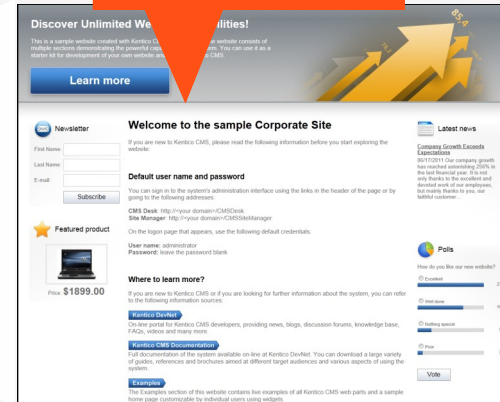 Discover Unlimited We ilities!
This is a sample website created with Kentico C website consists of
multiple sections demonstrating the powerful cap em. You can use it as a
starter kit for development of your own website an CMS.
Learn more
85,4
Newsletter
First Name
Last Name
E-mail
Subscribe
Featured product
Price $1899.00
Welcome to the sample Corporate Site
If you are new to Kentico CMS, please read the following information before you start exploring the
website:
Default user name and password
You can sign in to the system's administration interface using the links in the header of the page or by
going to the following addresses:
CMS Desk: http://<your domain>/CMSDesk
Site Manager: http://<your domain>/CMSSiteManager
On the logon page that appears, use the following default credentials:
User name: administrator
Password: leave the password blank
Where to learn more?
If you are new to Kentico CMS or if you are looking for further information about the system, you can refer
to the following information sources:
Kentico DevNet
On-line portal for Kentico CMS developers, providing news, blogs, discussion forums, knowledge base,
FAQs, videos and many more.
Kentico CMS Documentation
Full documentation of the system available on-line at Kentico DevNet. You can download a large variety
of guides, references and brochures aimed at different target audiences and various aspects of using the
system.
Examples
The Examples section of this website contains live examples of all Kentico CMS web parts and a sample
home page customizable by individual users using widgets.
Latest news
Company Growth Exceeds
Expectations
06/17/2011 Our company growth
has reached astonishing 256% in
the last financial year. It is not
only thanks to the excellent and
devoted work of our employees,
but mainly thanks to you, our
faithful customer...
Polls
How do you like our new website?
Excellent
Well done
Nothing special
Poor
Vote